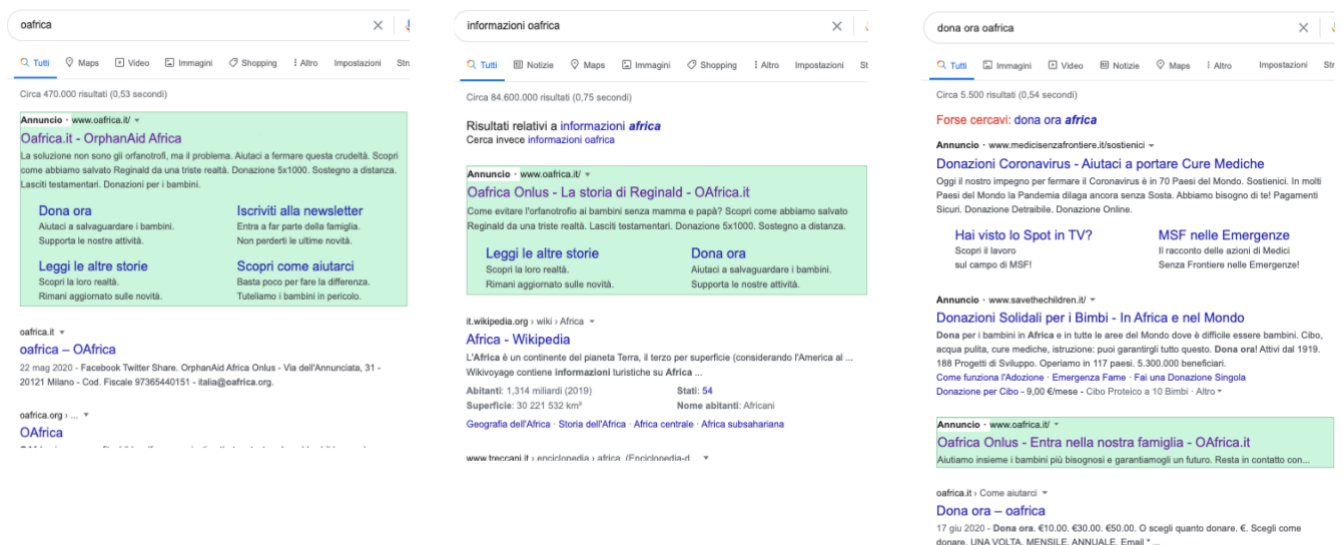 oafrica
Tutti Maps Video Immagini Shopping Altro Impostazioni
Circa 470.000 risultati (0,53 secondi)
Annuncio · www.oafrica.it/
Oafrica.it - OrphanAid Africa
La soluzione non sono gli orfanotrofi, ma il problema. Aiutaci a fermare questa crudeltà. Scopri
come abbiamo salvato Reginald da una triste realtà. Donazione 5x1000. Sostegno a distanza.
Lasciti testamentari. Donazioni per i bambini.
Dona ora
Aiutaci a salvaguardare i bambini.
Supporta le nostre attività.
Iscriviti alla newsletter
Entra a far parte della famiglia.
Non perderti le ultime novità.
Leggi le altre storie
Scopri la loro realtà.
Rimani aggiornato sulle novità.
Scopri come aiutarci
Basta poco per fare la differenza.
Tuteliamo i bambini in pericolo.
oafrica.it
oafrica – OAfrica
22 mag 2020 - Facebook Twitter Share. OrphanAid Africa Onlus - Via dell'Annunciata, 31 -
20121 Milano - Cod. Fiscale 97365440151 - italia@oafrica.org.
oafrica.org › ...
OAfrica
informazioni oafrica
Tutti Notizie Maps Immagini Shopping Altro Impostazioni St
Circa 84.600.000 risultati (0,75 secondi)
Risultati relativi a informazioni africa
Cerca invece informazioni oafrica
Annuncio · www.oafrica.it/
Oafrica Onlus - La storia di Reginald - OAfrica.it
Come evitare l'orfanotrofio ai bambini senza mamma e papà? Scopri come abbiamo salvato
Reginald da una triste realtà. Lasciti testamentari. Donazione 5x1000. Sostegno a distanza.
Leggi le altre storie
Scopri la loro realtà.
Rimani aggiornato sulle novità.
Dona ora
Aiutaci a salvaguardare i bambini.
Supporta le nostre attività.
it.wikipedia.org › wiki › Africa
Africa - Wikipedia
L'Africa è un continente del pianeta Terra, il terzo per superficie (considerando l'America al ...
Wikivoyage contiene informazioni turistiche su Africa ...
Abitanti: 1,314 miliardi (2019) Stati: 54
Superficie: 30 221 532 km² Nome abitanti: Africani
Geografia dell'Africa · Storia dell'Africa · Africa centrale · Africa subsahariana
www.treccani.it › enciclopedia › africa_(Enciclopedia-d...
dona ora oafrica
Tutti Immagini Video Notizie Maps Altro Impostazioni Str
Circa 5.500 risultati (0,54 secondi)
Forse cercavi: dona ora africa
Annuncio · www.medicisenzafrontiere.it/sostienici
Donazioni Coronavirus - Aiutaci a portare Cure Mediche
Oggi il nostro impegno per fermare il Coronavirus è in 70 Paesi del Mondo. Sostienici. In molti
Paesi del Mondo la Pandemia dilaga ancora senza Sosta. Abbiamo bisogno di te! Pagamenti
Sicuri. Donazione Detraibile. Donazione Online.
Hai visto lo Spot in TV?
Scopri il lavoro
sul campo di MSF!
MSF nelle Emergenze
Il racconto delle azioni di Medici
Senza Frontiere nelle Emergenze!
Annuncio · www.savethechildren.it/
Donazioni Solidali per i Bimbi - In Africa e nel Mondo
Dona per i bambini in Africa e in tutte le aree del Mondo dove è difficile essere bambini. Cibo,
acqua pulita, cure mediche, istruzione: puoi garantirgli tutto questo. Dona ora! Attivi dal 1919.
188 Progetti di Sviluppo. Operiamo in 117 paesi. 5.300.000 beneficiari.
Come funziona l'Adozione · Emergenza Fame · Fai una Donazione Singola
Donazione per Cibo - 9,00 €/mese - Cibo Proteico a 10 Bimbi · Altro
Annuncio · www.oafrica.it/
Oafrica Onlus - Entra nella nostra famiglia - OAfrica.it
Aiutiamo insieme i bambini più bisognosi e garantiamogli un futuro. Resta in contatto con...
oafrica.it › Come aiutarci
Dona ora – oafrica
17 giu 2020 - Dona ora. €10.00. €30.00. €50.00. O scegli quanto donare. €. Scegli come
donare. UNA VOLTA. MENSILE. ANNUALE. Email * ...